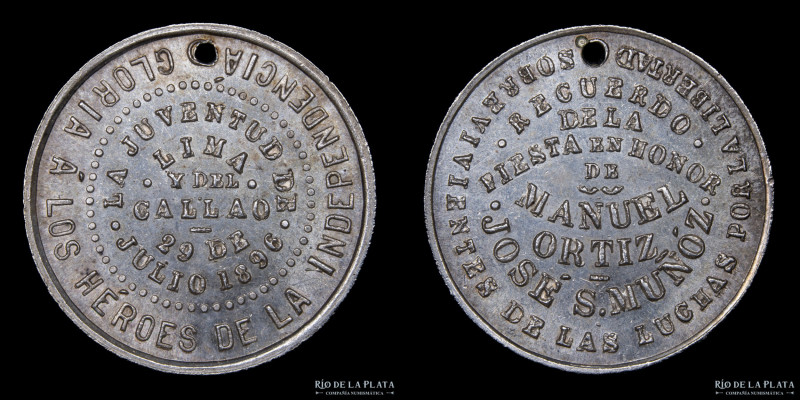 GLORIA Á LOS HEROES DE LA INDEPENDENCIA
LA JUVENTUD DE
LIMA
· Y DEL ·
CALLAO
· 29 DE ·
JULIO 1896
SOBREVIVIENTES DE LAS LUCHAS POR LA LIBERTAD
· RECUERDO ·
DE LA
FIESTA EN HONOR
DE
MANUEL
ORTIZ,
· JOSÉ S. MUÑÓZ ·
RÍO DE LA PLATA
COMPAÑÍA NUMISMÁTICA
RÍO DE LA PLATA
COMPAÑÍA NUMISMÁTICA